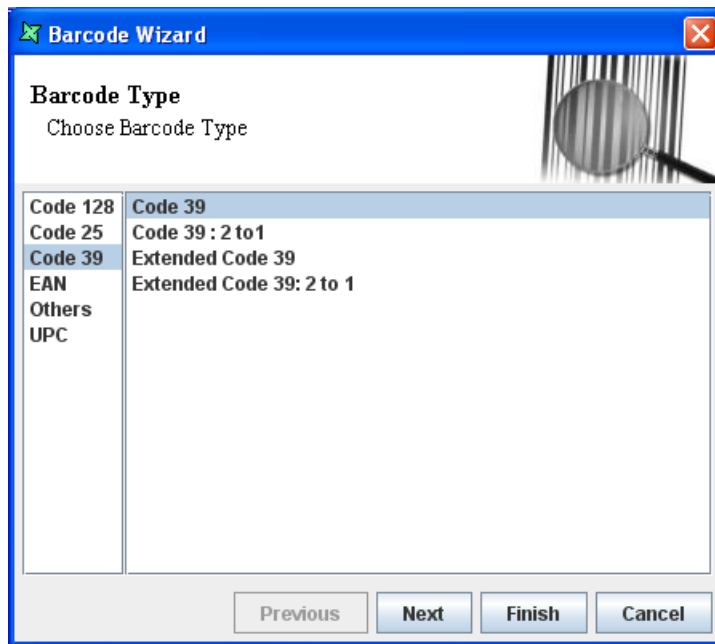 Barcode Wizard
Barcode Type
Choose Barcode Type
Code 128
Code 25
Code 39
EAN
Others
UPC
Code 39
Code 39 : 2 to1
Extended Code 39
Extended Code 39: 2 to 1
Previous Next Finish Cancel